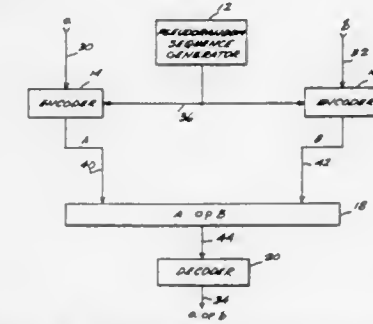 12
a
b
30
PSEUDORANDOM
SEQUENCE
GENERATOR
32
14
ENCODER
ENCODER
36
A
B
40
42
A OP B
18
44
20
DECODER
34
a OP b